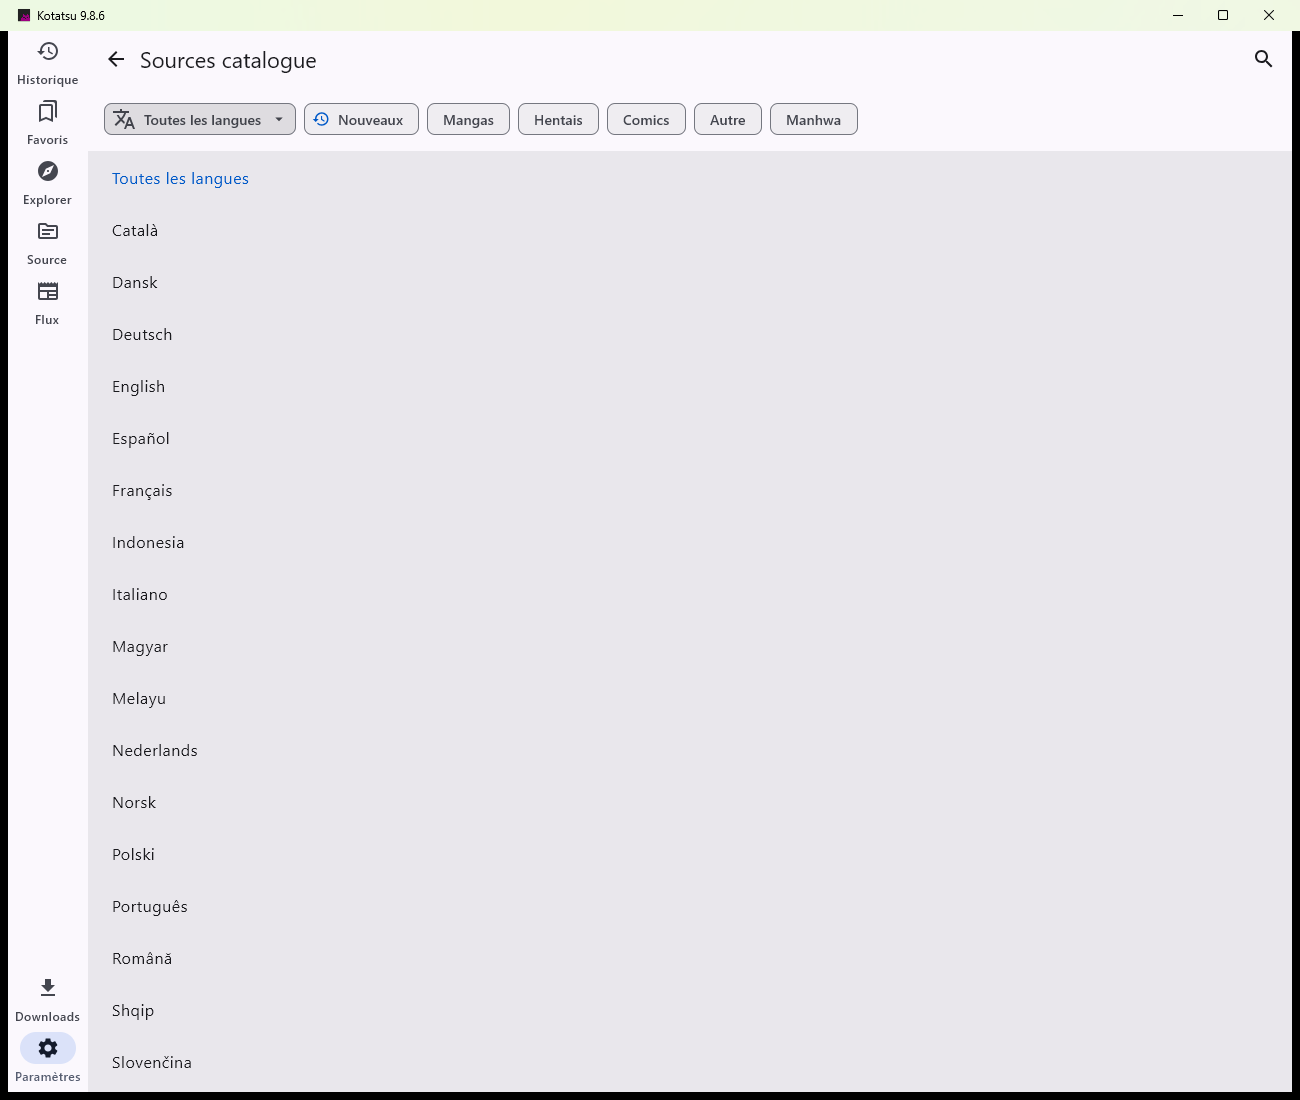 Kotatsu 9.8.6
Historique
Favoris
Explorer
Source
Flux
Downloads
Paramètres
Sources catalogue
Toutes les langues
Nouveaux
Mangas
Hentais
Comics
Autre
Manhwa
Toutes les langues
Català
Dansk
Deutsch
English
Español
Français
Indonesia
Italiano
Magyar
Melayu
Nederlands
Norsk
Polski
Português
Română
Shqip
Slovenčina